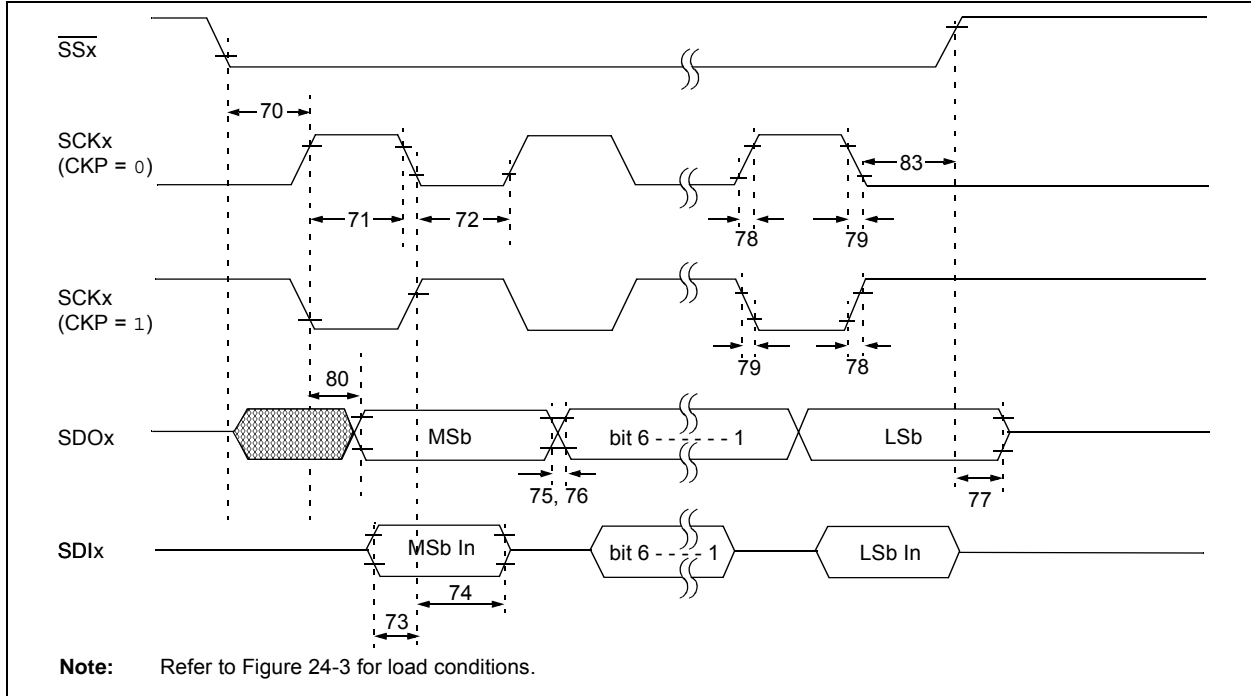 SSx
70
SCKx
(CKP = 0)
83
71
72
78
79
SCKx
(CKP = 1)
79
78
80
SDOx
MSb
bit 6 - - - - - - 1
LSb
75, 76
77
SDIx
MSb In
bit 6 - - - - 1
LSb In
74
73
Note: Refer to Figure 24-3 for load conditions.